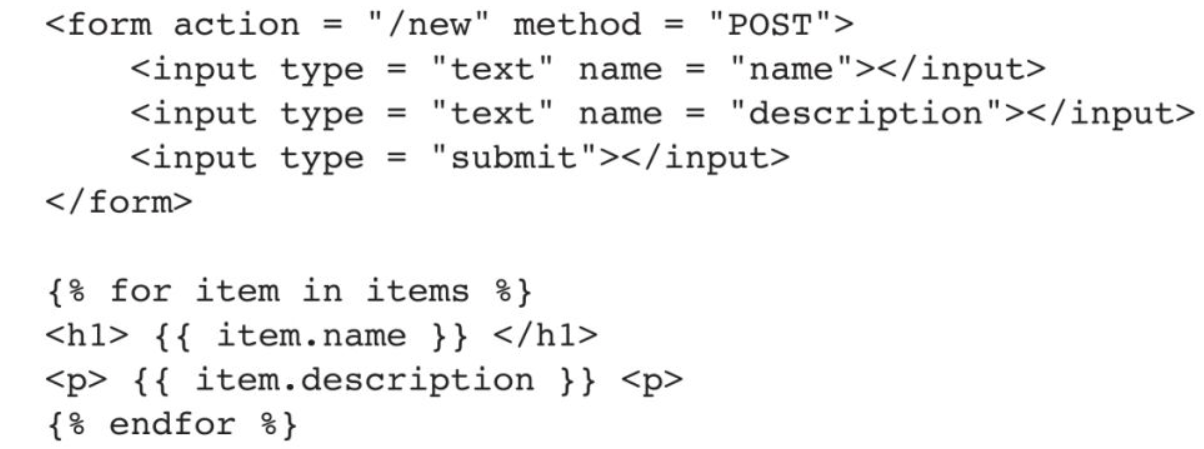 <form action = "/new" method = "POST">
    <input type = "text" name = "name"></input>
    <input type = "text" name = "description"></input>
    <input type = "submit"></input>
</form>

{% for item in items %}
<h1> {{ item.name }} </h1>
<p> {{ item.description }} <p>
{% endfor %}